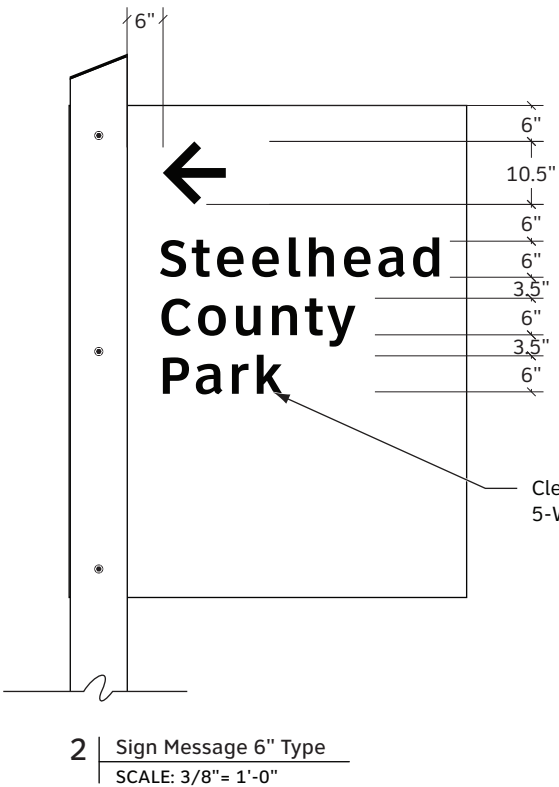 6"
6"
10.5"
6"
6"
3.5"
6"
3.5"
6"
Steelhead
County
Park
2
Sign Message 6" Type
SCALE: 3/8"= 1'-0"